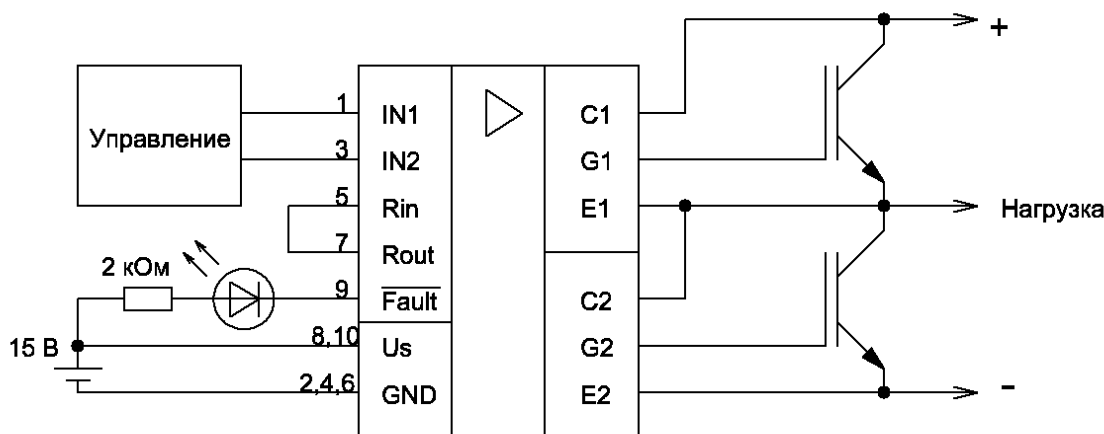 +
Управление
1 IN1 C1
3 IN2 G1
5 Rin E1 Нагрузка
7 Rout
2 кОм
9 Fault C2
15 В 8,10 Us G2
2,4,6 GND E2 -